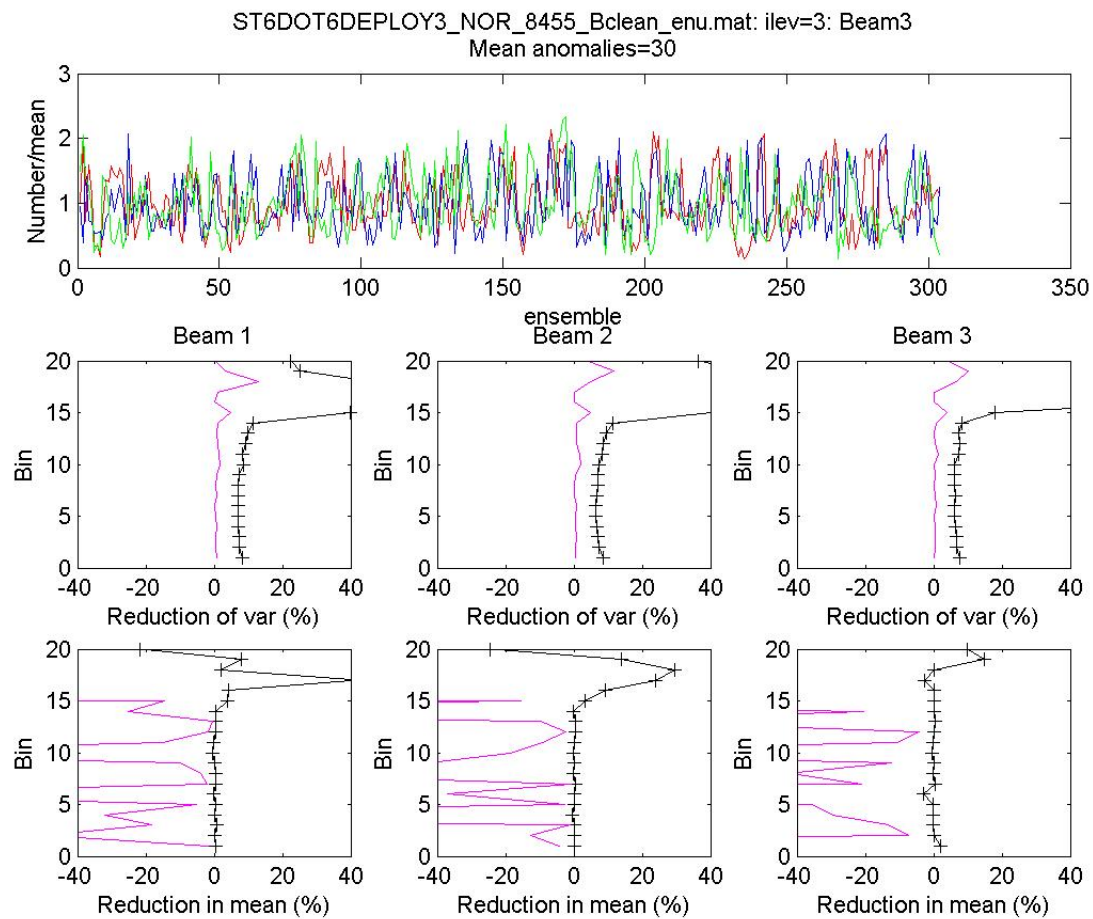 ST6DOT6DEPLOY3_NOR_8455_Bclean_enu.mat: ilev=3: Beam3
Mean anomalies=30
Number/mean
3
2
1
0
0 50 100 150 200 250 300 350
ensemble
Beam 1 Beam 2 Beam 3
Bin
20
15
10
5
0
-40 -20 0 20 40
Reduction of var (%)
Bin
20
15
10
5
0
-40 -20 0 20 40
Reduction of var (%)
Bin
20
15
10
5
0
-40 -20 0 20 40
Reduction of var (%)
Bin
20
15
10
5
0
-40 -20 0 20 40
Reduction in mean (%)
Bin
20
15
10
5
0
-40 -20 0 20 40
Reduction in mean (%)
Bin
20
15
10
5
0
-40 -20 0 20 40
Reduction in mean (%)